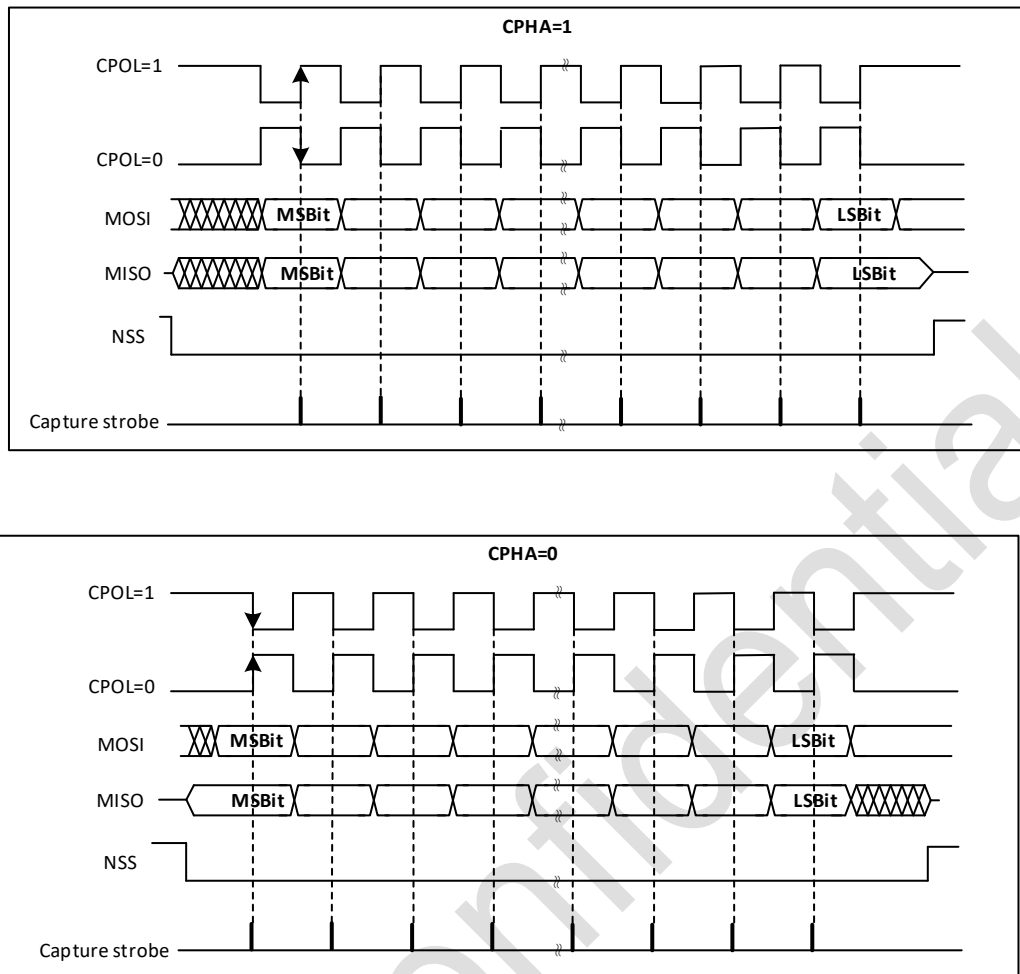 CPHA=1
CPOL=1
CPOL=0
MOSI MSBit LSBit
MISO MSBit LSBit
NSS
Capture strobe
CPHA=0
CPOL=1
CPOL=0
MOSI MSBit LSBit
MISO MSBit LSBit
NSS
Capture strobe
onfidential